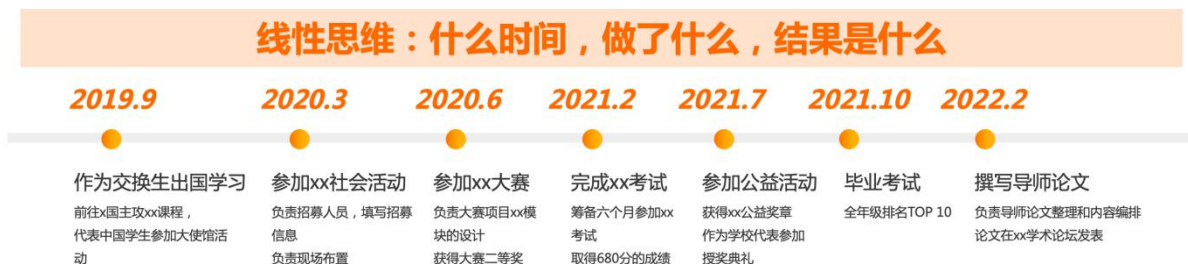 线性思维：什么时间，做了什么，结果是什么
2019.9
2020.3
2020.6
2021.2
2021.7
2021.10
2022.2
作为交换生出国学习
前往x国主攻xx课程，
代表中国学生参加大使馆活
动
参加xx社会活动
负责招募人员，填写招募
信息
负责现场布置
参加xx大赛
负责大赛项目xx模
块的设计
获得大赛二等奖
完成xx考试
筹备六个月参加xx
考试
取得680分的成绩
参加公益活动
获得xx公益奖章
作为学校代表参加
授奖典礼
毕业考试
全年级排名TOP 10
撰写导师论文
负责导师论文整理和内容编排
论文在xx学术论坛发表